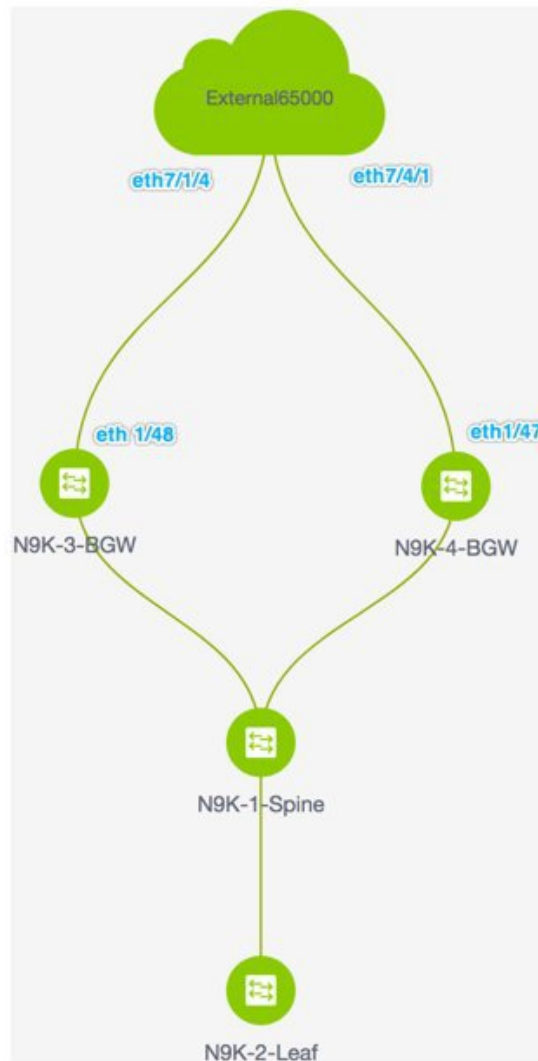 External65000
eth7/1/4
eth7/4/1
eth 1/48
eth1/47
N9K-3-BGW
N9K-4-BGW
N9K-1-Spine
N9K-2-Leaf